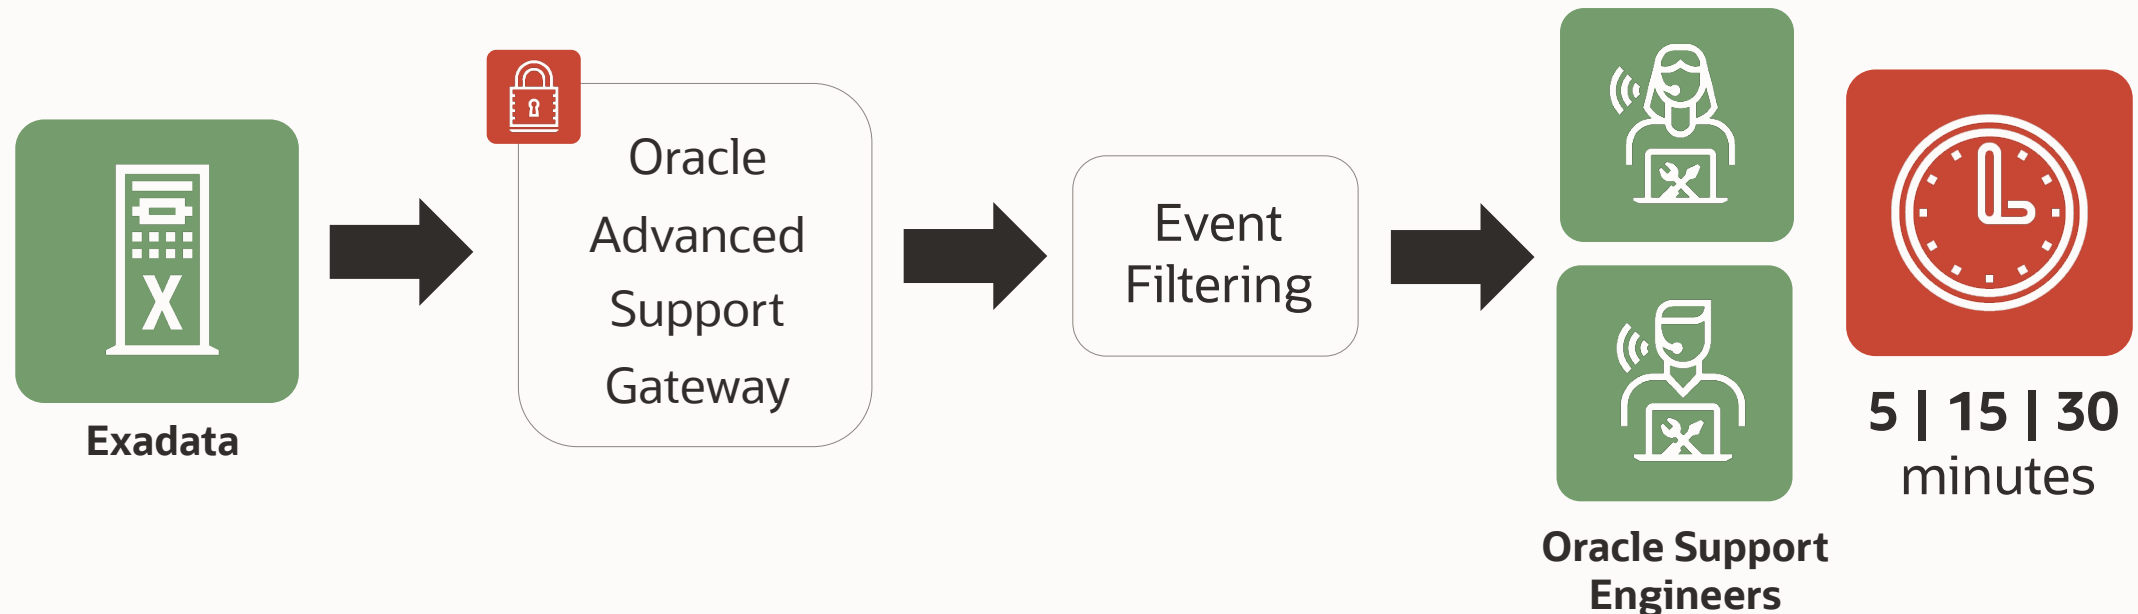 Exadata
Oracle
Advanced
Support
Gateway
Event
Filtering
Oracle Support
Engineers
5 | 15 | 30
minutes